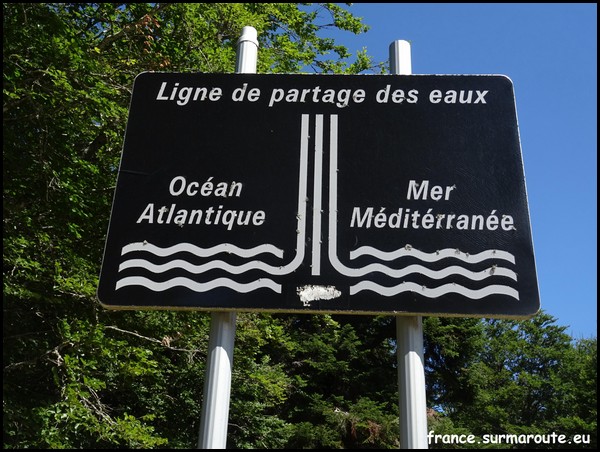 Ligne de partage des eaux
Océan
Atlantique
Mer
Méditérranée
france.surmaroute.eu